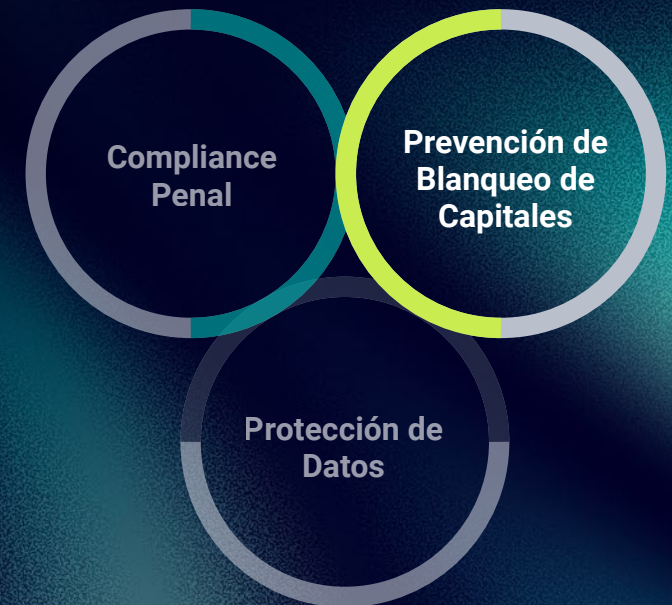 Compliance
Penal
Prevención de
Blanqueo de
Capitales
Protección de
Datos